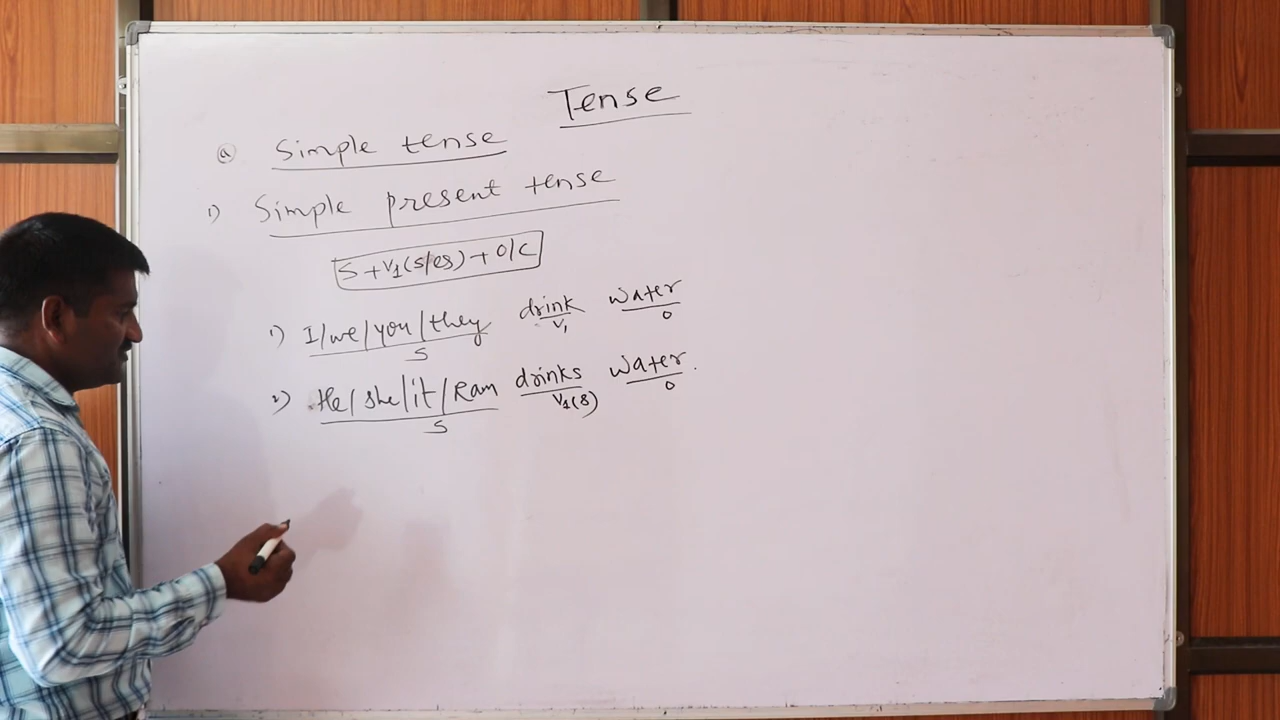 Tense
a) Simple tense
1) Simple present tense
S + V1(s/es) + O/C
1) I/we/you/they drink water
S V1 O
2) He/she/it/Ram drinks water.
S V1(s) O